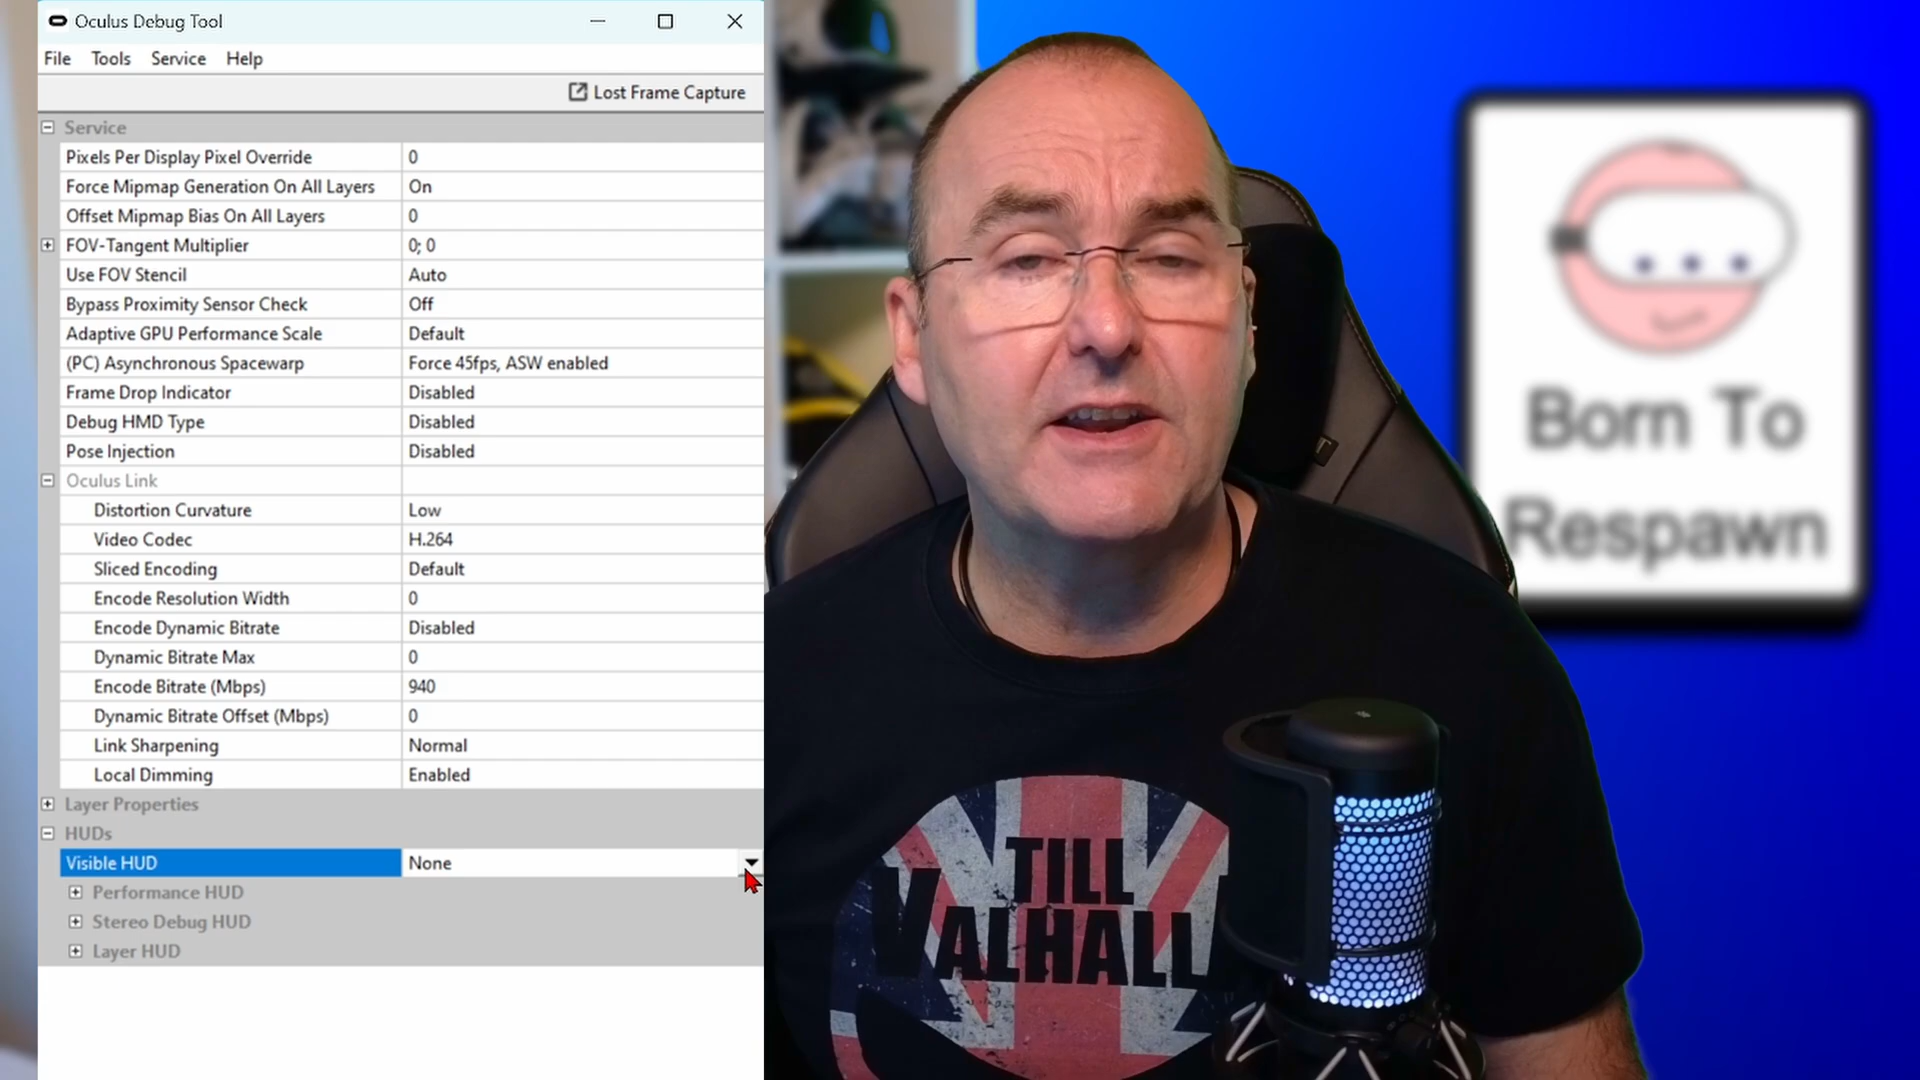 Oculus Debug Tool
File Tools Service Help
Lost Frame Capture
Service
Pixels Per Display Pixel Override 0
Force Mipmap Generation On All Layers On
Offset Mipmap Bias On All Layers 0
FOV-Tangent Multiplier 0; 0
Use FOV Stencil Auto
Bypass Proximity Sensor Check Off
Adaptive GPU Performance Scale Default
(PC) Asynchronous Spacewarp Force 45fps, ASW enabled
Frame Drop Indicator Disabled
Debug HMD Type Disabled
Pose Injection Disabled
Oculus Link
Distortion Curvature Low
Video Codec H.264
Sliced Encoding Default
Encode Resolution Width 0
Encode Dynamic Bitrate Disabled
Dynamic Bitrate Max 0
Encode Bitrate (Mbps) 940
Dynamic Bitrate Offset (Mbps) 0
Link Sharpening Normal
Local Dimming Enabled
Layer Properties
HUDs
Visible HUD None
Performance HUD
Stereo Debug HUD
Layer HUD
Born To
Respawn
TILL
VALHALL